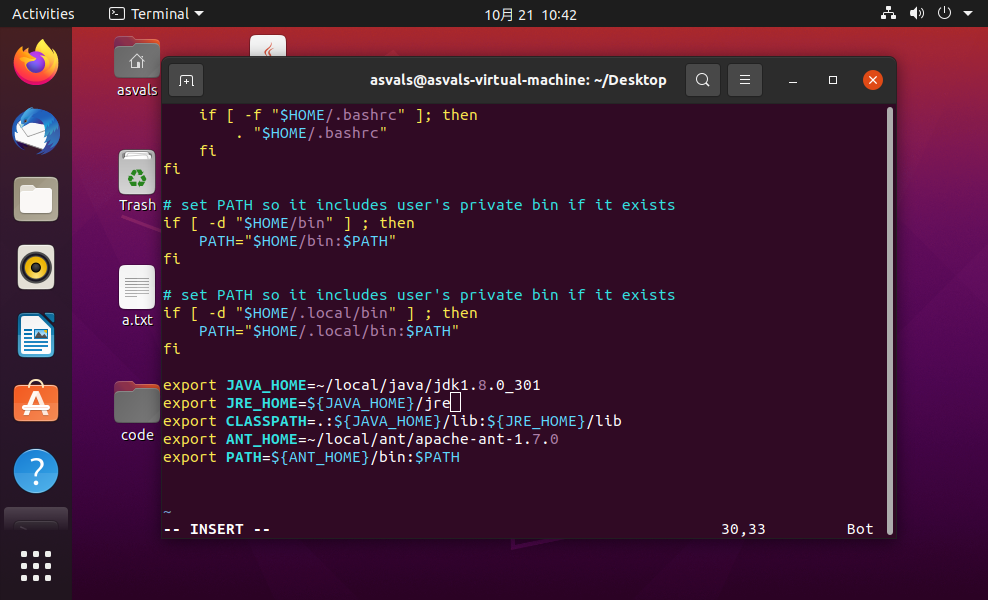 Activities
Terminal
10月 21 10:42
asvals
Trash
a.txt
code
asvals@asvals-virtual-machine: ~/Desktop
if [ -f "$HOME/.bashrc" ]; then
. "$HOME/.bashrc"
fi
fi
# set PATH so it includes user's private bin if it exists
if [ -d "$HOME/bin" ] ; then
PATH="$HOME/bin:$PATH"
fi
# set PATH so it includes user's private bin if it exists
if [ -d "$HOME/.local/bin" ] ; then
PATH="$HOME/.local/bin:$PATH"
fi
export JAVA_HOME=~/local/java/jdk1.8.0_301
export JRE_HOME=${JAVA_HOME}/jre
export CLASSPATH=.:${JAVA_HOME}/lib:${JRE_HOME}/lib
export ANT_HOME=~/local/ant/apache-ant-1.7.0
export PATH=${ANT_HOME}/bin:$PATH
~
-- INSERT -- 30,33 Bot